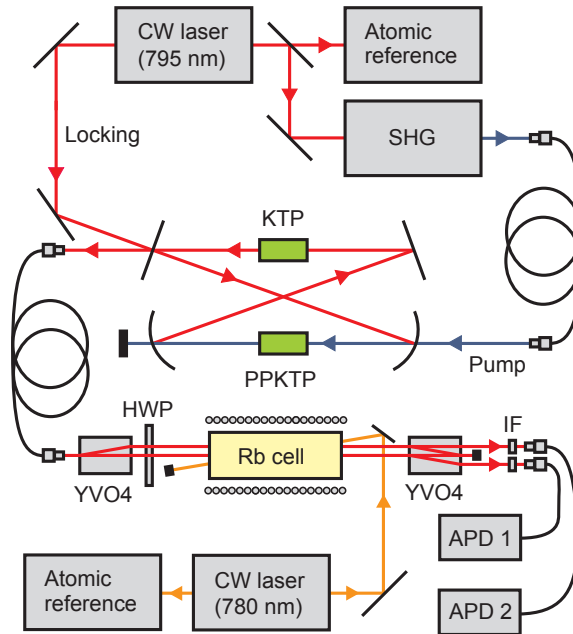 CW laser
(795 nm)
Atomic
reference
Locking
SHG
KTP
PPKTP
Pump
HWP
IF
Rb cell
YVO4
YVO4
APD 1
Atomic
reference
CW laser
(780 nm)
APD 2